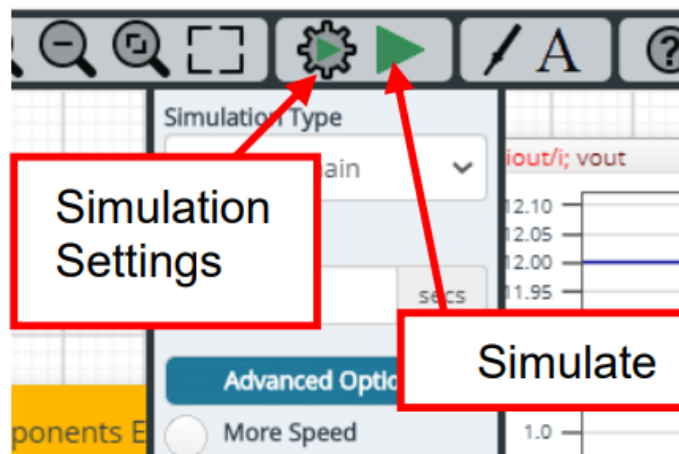 A
?
Simulation Type
ain
iout/i; vout
Simulation
Settings
12.10
12.05
12.00
11.95
secs
Simulate
Advanced Optio
ponents E
More Speed
1.0